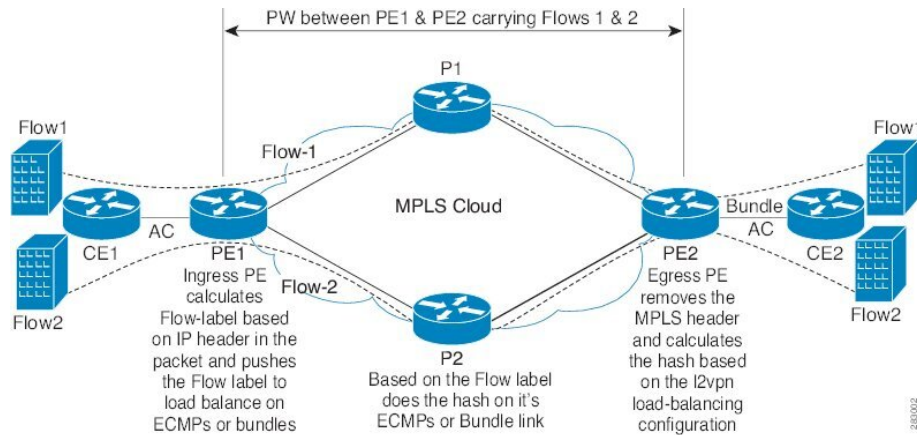 PW between PE1 & PE2 carrying Flows 1 & 2
P1
Flow1
Flow-1
Flow1
MPLS Cloud
Bundle
AC
AC
CE1
PE1
PE2
CE2
Flow2
Flow-2
Flow2
Ingress PE
calculates
Flow-label based
on IP header in the
packet and pushes
the Flow label to
load balance on
ECMPs or bundles
P2
Based on the Flow label
does the hash on it's
ECMPs or Bundle link
Egress PE
removes the
MPLS header
and calculates
the hash based
on the l2vpn
load-balancing
configuration